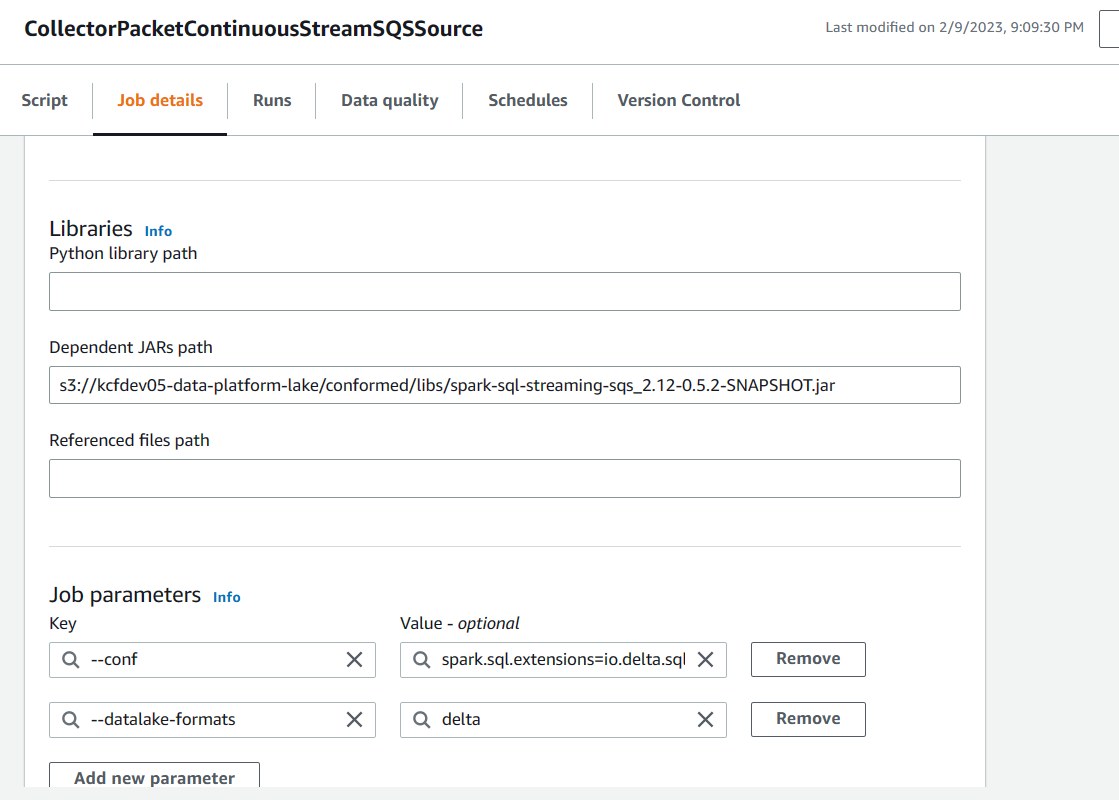 CollectorPacketContinuousStreamSQSSource
Last modified on 2/9/2023, 9:09:30 PM
Script Job details Runs Data quality Schedules Version Control
Libraries Info
Python library path
Dependent JARs path
s3://kcfdev05-data-platform-lake/conformed/libs/spark-sql-streaming-sqs_2.12-0.5.2-SNAPSHOT.jar
Referenced files path
Job parameters Info
Key Value - optional
--conf spark.sql.extensions=io.delta.sql Remove
--datalake-formats delta Remove
Add new parameter